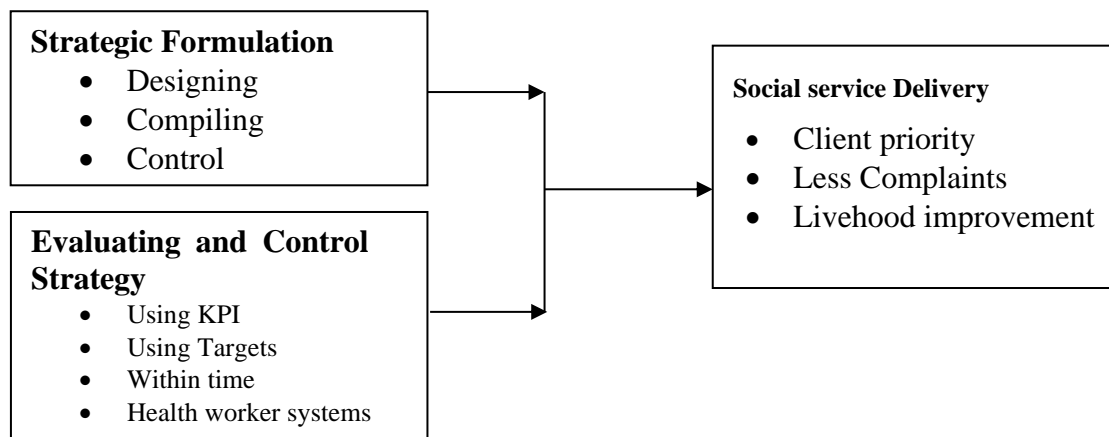 Strategic Formulation
• Designing
• Compiling
• Control
Evaluating and Control
Strategy
• Using KPI
• Using Targets
• Within time
• Health worker systems
Social service Delivery
• Client priority
• Less Complaints
• Livehood improvement